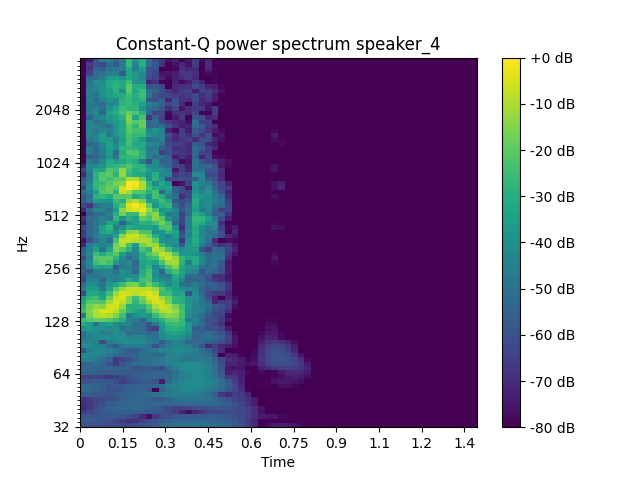 Constant-Q power spectrum speaker_4
Hz
2048
1024
512
256
128
64
32
0 0.15 0.3 0.45 0.6 0.75 0.9 1.1 1.2 1.4
Time
+0 dB
-10 dB
-20 dB
-30 dB
-40 dB
-50 dB
-60 dB
-70 dB
-80 dB